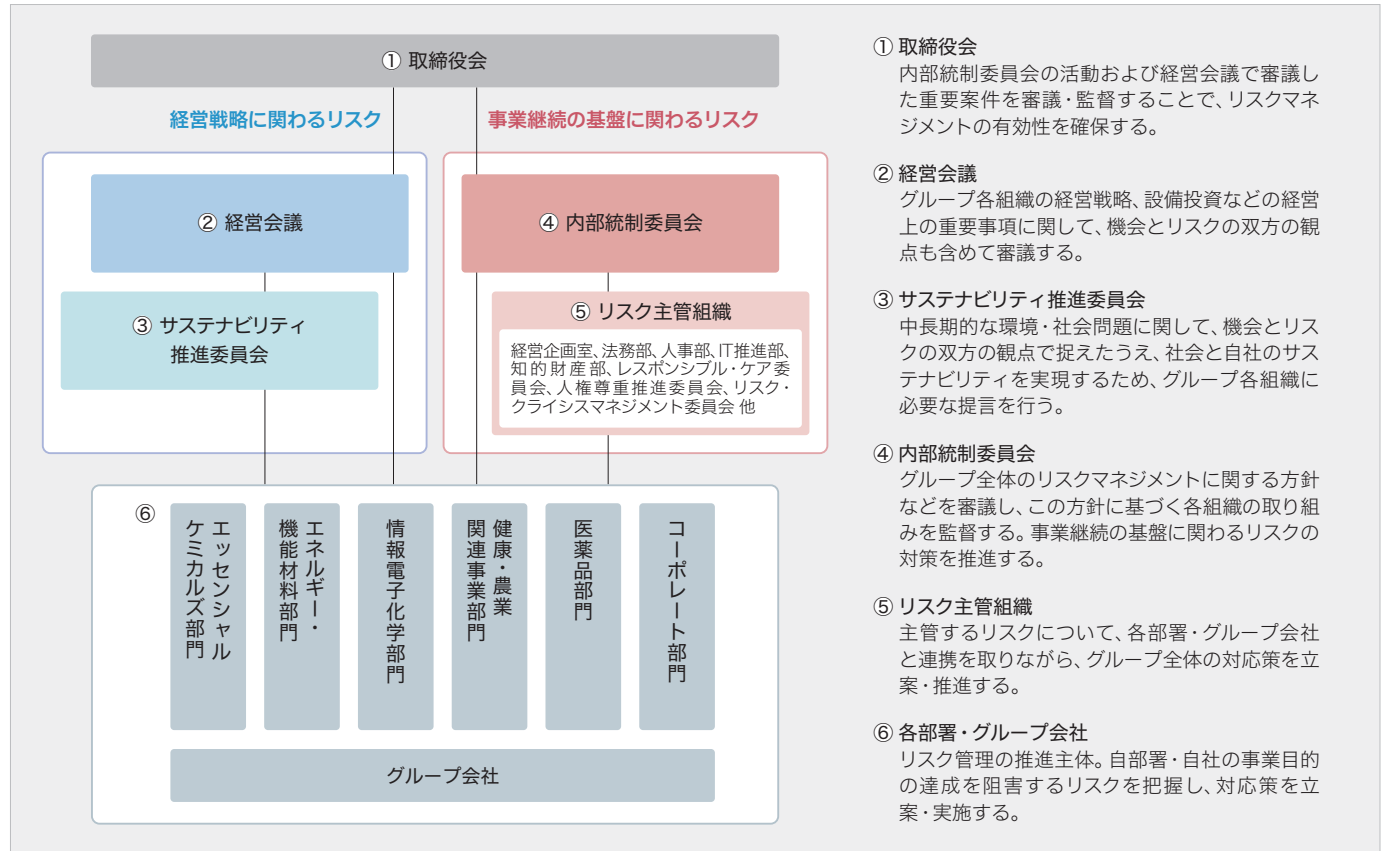 ① 取締役会
経営戦略に関わるリスク
事業継続の基盤に関わるリスク
② 経営会議
③ サステナビリティ
推進委員会
④ 内部統制委員会
⑤ リスク主管組織
経営企画室、法務部、人事部、IT推進部、
知的財産部、レスポンシブル・ケア委
員会、人権尊重推進委員会、リスク・
クライシスマネジメント委員会 他
⑥
エッセンシャル
ケミカルズ部門
エネルギー・
機能材料部門
情報電子化学部門
健康・農業
関連事業部門
医薬品部門
コーポレート部門
グループ会社
① 取締役会
内部統制委員会の活動および経営会議で審議し
た重要案件を審議・監督することで、リスクマネ
ジメントの有効性を確保する。
② 経営会議
グループ各組織の経営戦略、設備投資などの経営
上の重要事項に関して、機会とリスクの双方の観
点も含めて審議する。
③ サステナビリティ推進委員会
中長期的な環境・社会問題に関して、機会とリス
クの双方の観点で捉えたうえ、社会と自社のサス
テナビリティを実現するため、グループ各組織に
必要な提言を行う。
④ 内部統制委員会
グループ全体のリスクマネジメントに関する方針
などを審議し、この方針に基づく各組織の取り組
みを監督する。事業継続の基盤に関わるリスクの
対策を推進する。
⑤ リスク主管組織
主管するリスクについて、各部署・グループ会社
と連携を取りながら、グループ全体の対応策を立
案・推進する。
⑥ 各部署・グループ会社
リスク管理の推進主体。自部署・自社の事業目的
の達成を阻害するリスクを把握し、対応策を立
案・実施する。